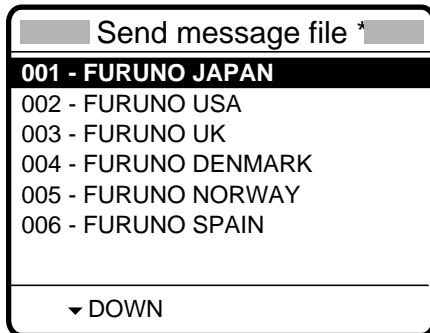 Send message file *
001 - FURUNO JAPAN
002 - FURUNO USA
003 - FURUNO UK
004 - FURUNO DENMARK
005 - FURUNO NORWAY
006 - FURUNO SPAIN
DOWN